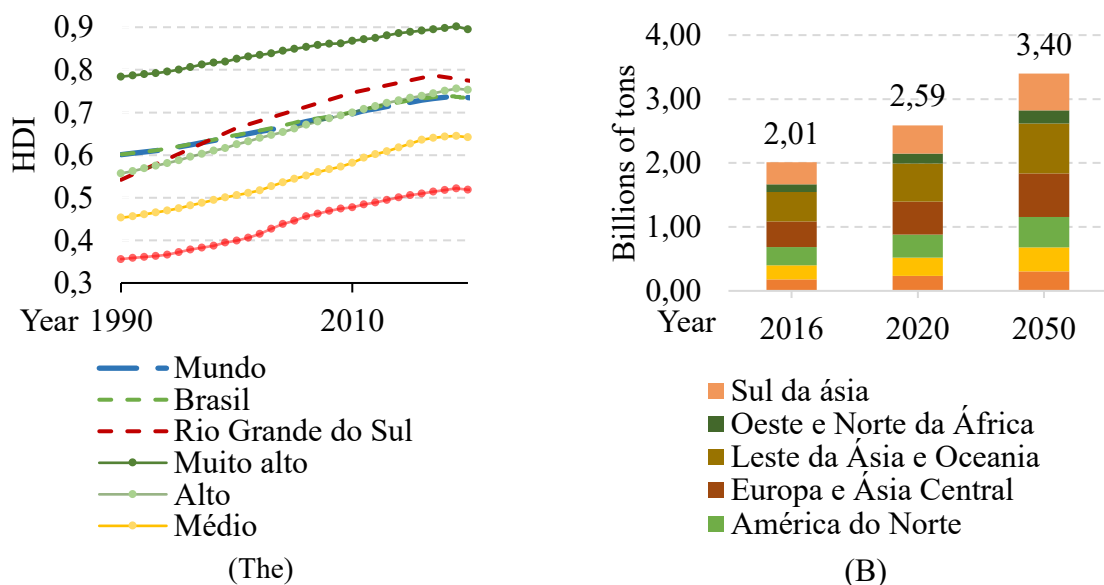 0,9
0,8
0,7
0,6
0,5
0,4
0,3
HDI
Year 1990 2010
Mundo
Brasil
Rio Grande do Sul
Muito alto
Alto
Médio
(The)
4,00
3,00
2,00
1,00
0,00
Billions of tons
2,01
2,59
3,40
Year 2016 2020 2050
Sul da ásia
Oeste e Norte da África
Leste da Ásia e Oceania
Europa e Ásia Central
América do Norte
(B)